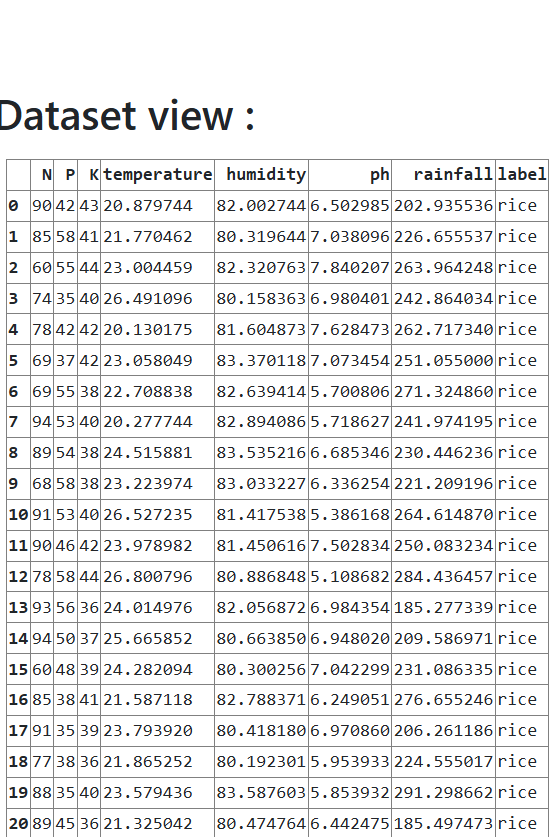 Dataset view :
N P K temperature humidity ph rainfall label
0 90 42 43 20.879744 82.002744 6.502985 202.935536 rice
1 85 58 41 21.770462 80.319644 7.038096 226.655537 rice
2 60 55 44 23.004459 82.320763 7.840207 263.964248 rice
3 74 35 40 26.491096 80.158363 6.980401 242.864034 rice
4 78 42 42 20.130175 81.604873 7.628473 262.717340 rice
5 69 37 42 23.058049 83.370118 7.073454 251.055000 rice
6 69 55 38 22.708838 82.639414 5.700806 271.324860 rice
7 94 53 40 20.277744 82.894086 5.718627 241.974195 rice
8 89 54 38 24.515881 83.535216 6.685346 230.446236 rice
9 68 58 38 23.223974 83.033227 6.336254 221.209196 rice
10 91 53 40 26.527235 81.417538 5.386168 264.614870 rice
11 90 46 42 23.978982 81.450616 7.502834 250.083234 rice
12 78 58 44 26.800796 80.886848 5.108682 284.436457 rice
13 93 56 36 24.014976 82.056872 6.984354 185.277339 rice
14 94 50 37 25.665852 80.663850 6.948020 209.586971 rice
15 60 48 39 24.282094 80.300256 7.042299 231.086335 rice
16 85 38 41 21.587118 82.788371 6.249051 276.655246 rice
17 91 35 39 23.793920 80.418180 6.970860 206.261186 rice
18 77 38 36 21.865252 80.192301 5.953933 224.555017 rice
19 88 35 40 23.579436 83.587603 5.853932 291.298662 rice
20 89 45 36 21.325042 80.474764 6.442475 185.497473 rice